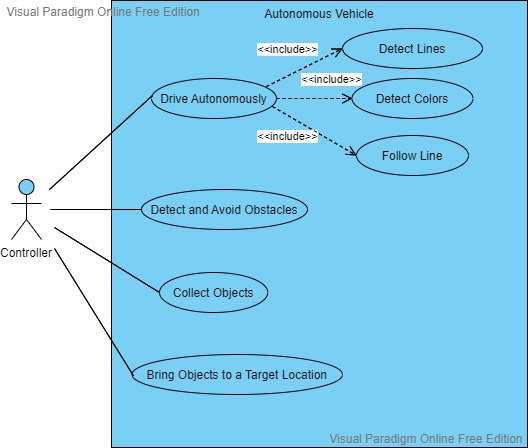 Visual Paradigm Online Free Edition
Autonomous Vehicle
<<include>>
Detect Lines
<<include>>
Drive Autonomously
Detect Colors
<<include>>
Follow Line
Detect and Avoid Obstacles
Controller
Collect Objects
Bring Objects to a Target Location
Visual Paradigm Online Free Edition